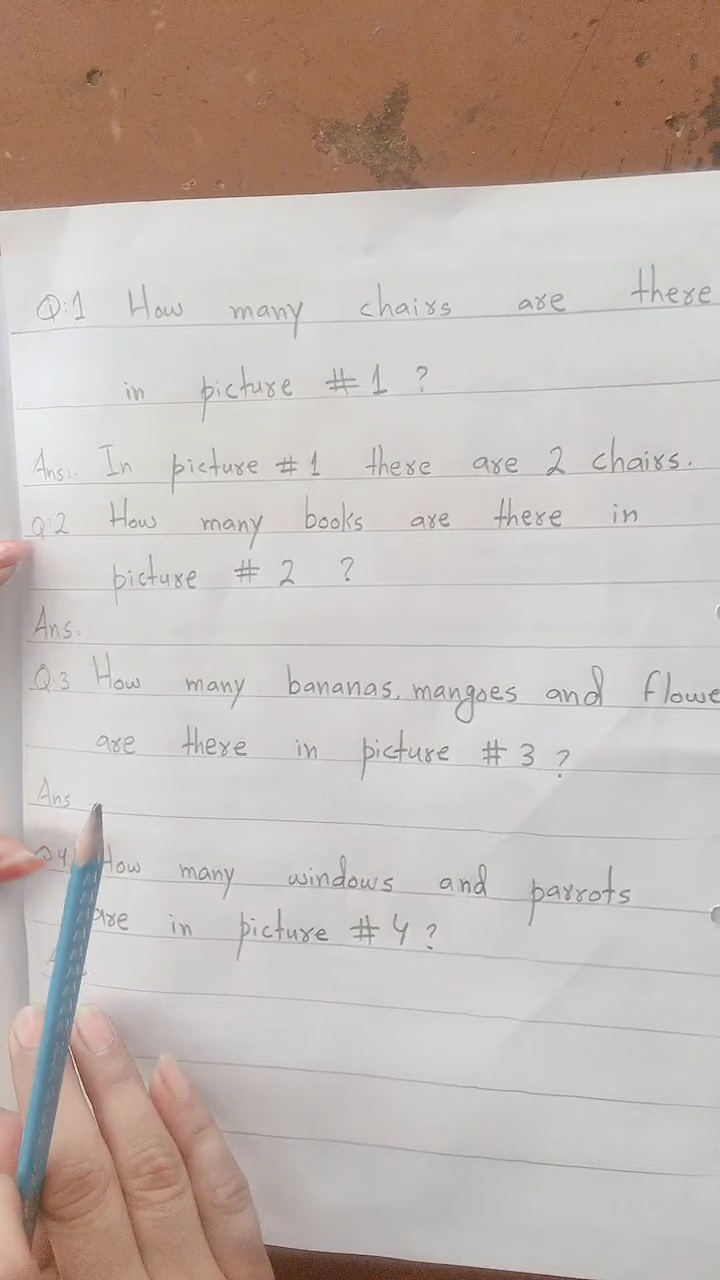 Q:1 How many chairs are there
in picture # 1 ?
Ans:. In picture # 1 there are 2 chairs.
Q:2 How many books are there in
picture # 2 ?
Ans.
Q:3 How many bananas, mangoes and flowe
are there in picture # 3 ?
Ans
Q4 How many windows and parrots
are in picture # 4 ?